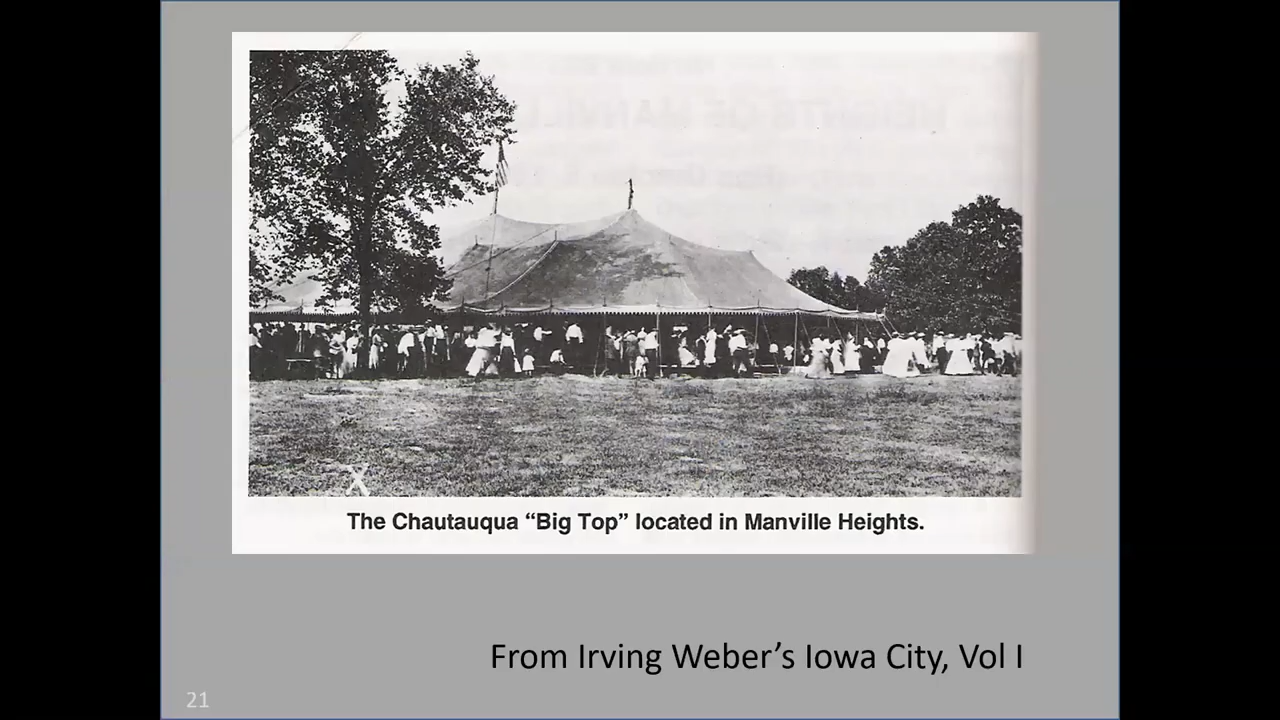 The Chautauqua “Big Top” located in Manville Heights.
From Irving Weber’s Iowa City, Vol I
21